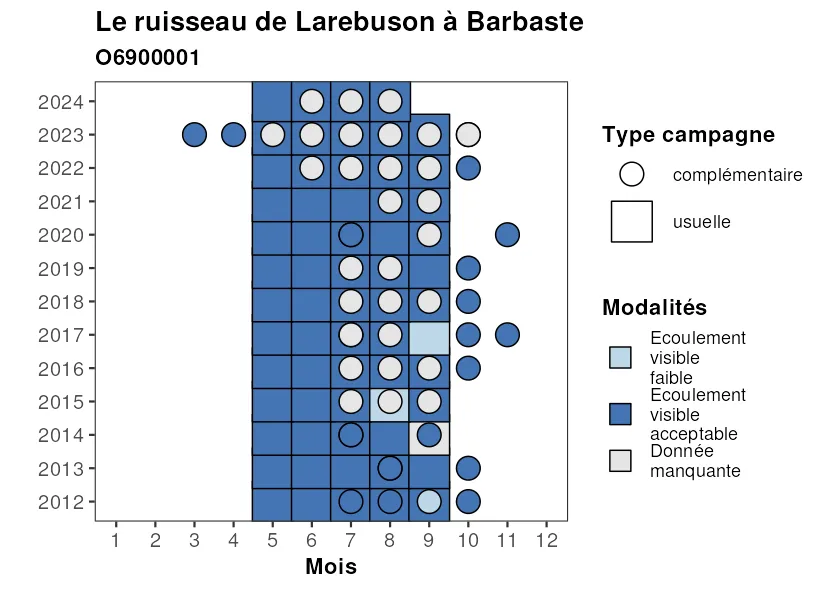 Le ruisseau de Larebuson à Barbaste
O6900001
2024
2023
2022
2021
2020
2019
2018
2017
2016
2015
2014
2013
2012
1 2 3 4 5 6 7 8 9 10 11 12
Mois
Type campagne
complémentaire
usuelle
Modalités
Ecoulement
visible
faible
Ecoulement
visible
acceptable
Donnée
manquante